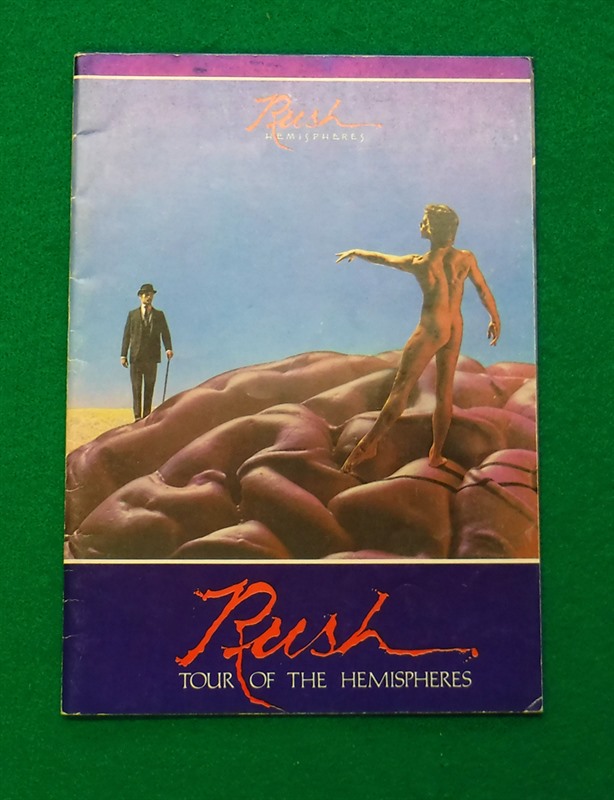 Rush
HEMISPHERES
Rush
TOUR OF THE HEMISPHERES